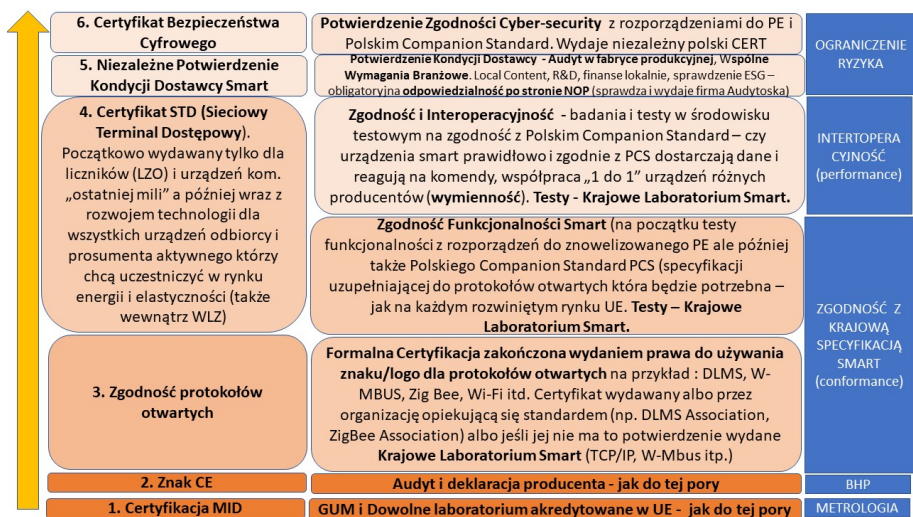 6. Certyfikat Bezpieczeństwa
Cyfrowego
Potwierdzenie Zgodności Cyber-security z rozporządzeniami do PE i
Polskim Companion Standard. Wydaje niezależny polski CERT
OGRANICZENIE
RYZYKA
5. Niezależne Potwierdzenie
Kondycji Dostawcy Smart
Potwierdzenie Kondycji Dostawcy - Audyt w fabryce produkcyjnej, Wspólne
Wymagania Branżowe. Local Content, R&D, finanse lokalnie, sprawdzenie ESG –
obligatoryjna odpowiedzialność po stronie NOP (sprawdza i wydaje firma Audytoska)
4. Certyfikat STD (Sieciowy
Terminal Dostępowy).
Początkowo wydawany tylko dla
liczników (LZO) i urządzeń kom.
„ostatniej mili” a później wraz z
rozwojem technologii dla
wszystkich urządzeń odbiorcy i
prosumenta aktywnego którzy
chcą uczestniczyć w rynku
energii i elastyczności (także
wewnątrz WLZ)
Zgodność i Interoperacyjność - badania i testy w środowisku
testowym na zgodność z Polskim Companion Standard – czy
urządzenia smart prawidłowo i zgodnie z PCS dostarczają dane i
reagują na komendy, współpraca „1 do 1” urządzeń różnych
producentów (wymienność). Testy - Krajowe Laboratorium Smart.
INTERTOPERA
CYJNOŚĆ
(performance)
Zgodność Funkcjonalności Smart (na początku testy
funkcjonalności z rozporządzeń do znowelizowanego PE ale później
także Polskiego Companion Standard PCS (specyfikacji
uzupełniającej do protokołów otwartych która będzie potrzebna –
jak na każdym rozwiniętym rynku UE. Testy – Krajowe
Laboratorium Smart.
ZGODNOŚĆ Z
KRAJOWĄ
SPECYFIKACJĄ
SMART
(conformance)
3. Zgodność protokołów
otwartych
Formalna Certyfikacja zakończona wydaniem prawa do używania
znaku/logo dla protokołów otwartych na przykład : DLMS, W-
MBUS, Zig Bee, Wi-Fi itd. Certyfikat wydawany albo przez
organizację opiekującą się standardem (np. DLMS Association,
ZigBee Association) albo jeśli jej nie ma to potwierdzenie wydane
Krajowe Laboratorium Smart (TCP/IP, W-Mbus itp.)
2. Znak CE
Audyt i deklaracja producenta - jak do tej pory
BHP
1. Certyfikacja MID
GUM i Dowolne laboratorium akredytowane w UE - jak do tej pory
METROLOGIA